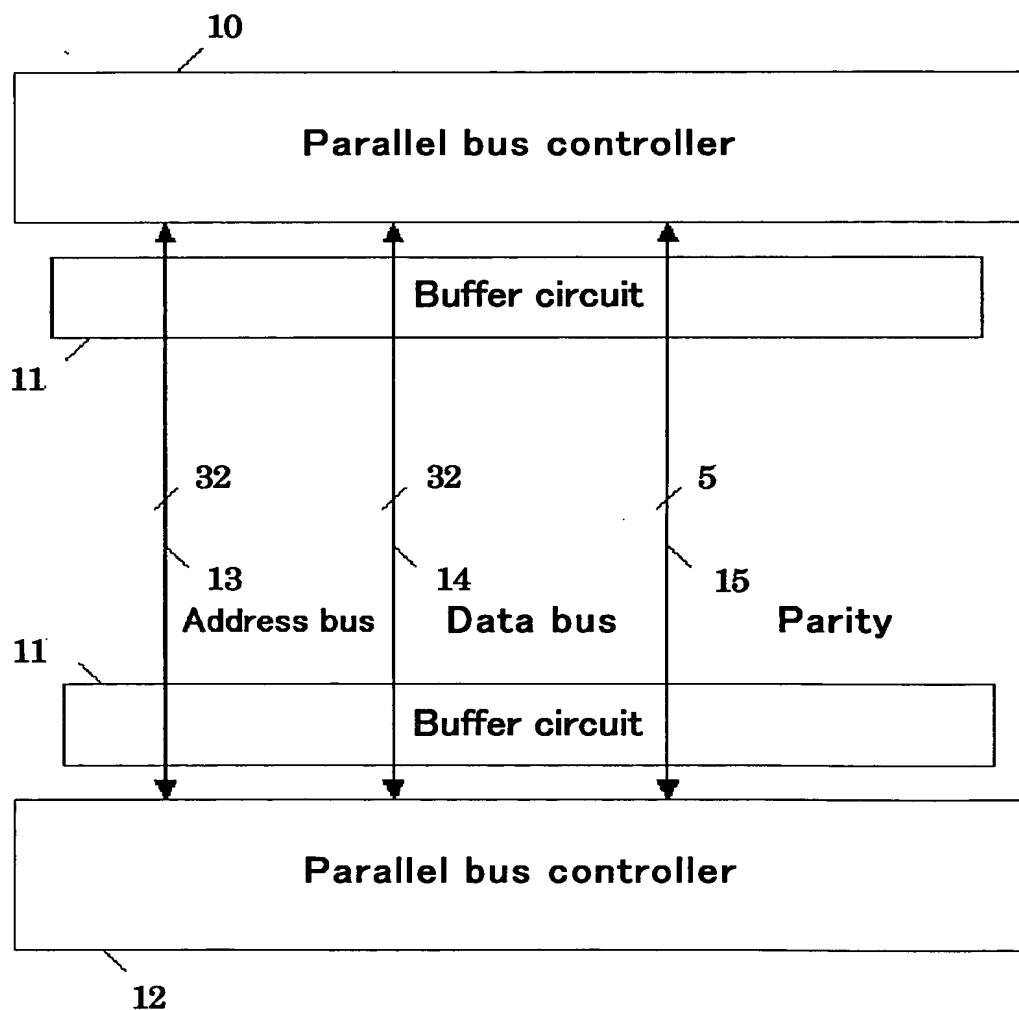 10
Parallel bus controller
Buffer circuit
11
32 32 5
13 14 15
Address bus Data bus Parity
11
Buffer circuit
Parallel bus controller
12